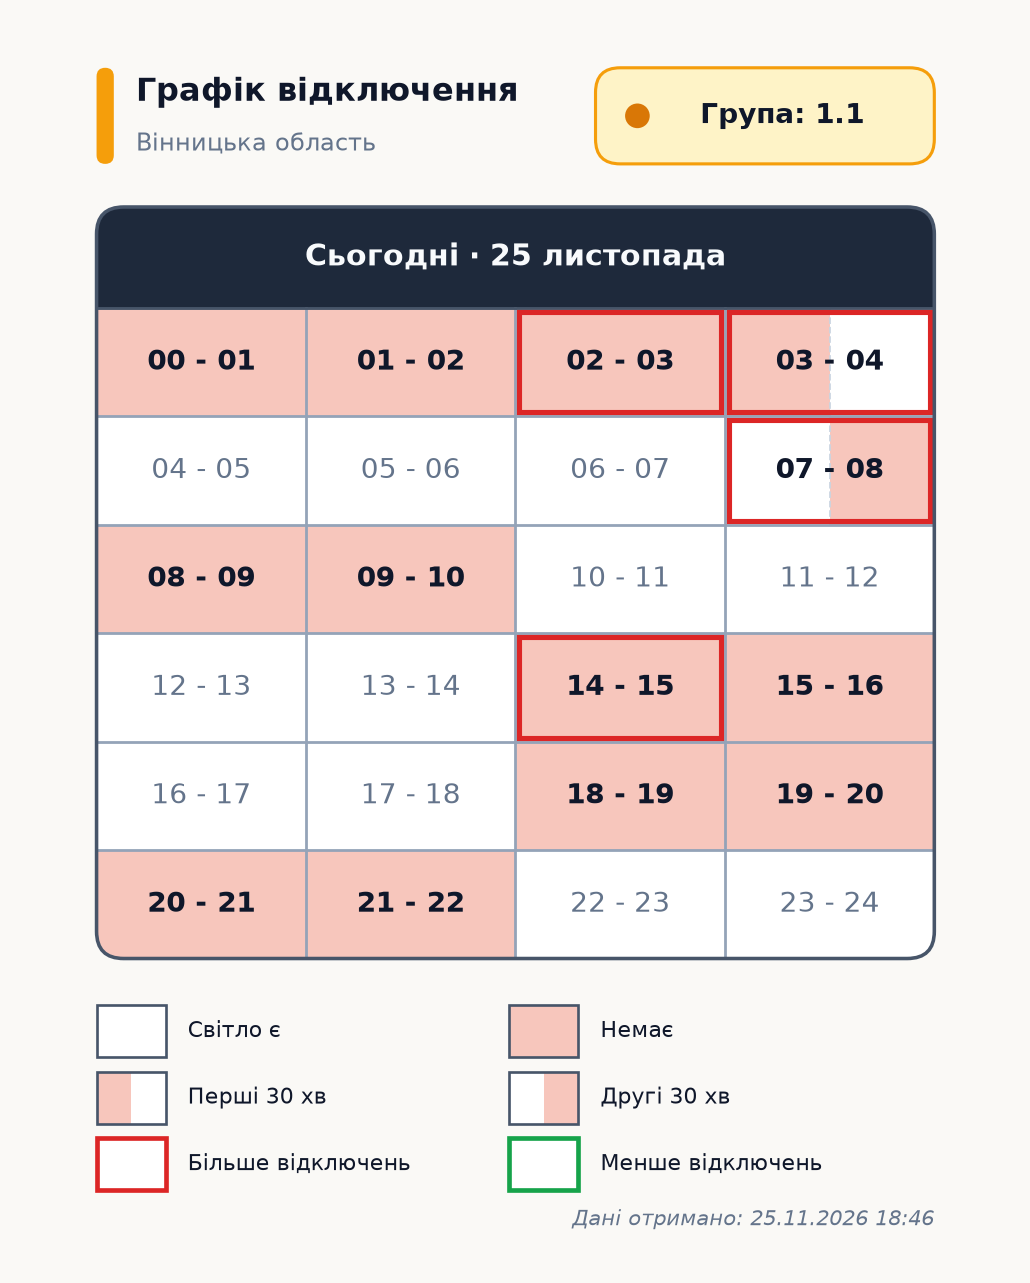 Графік відключення
Вінницька область
Група: 1.1
Сьогодні · 25 листопада
00 - 01 01 - 02 02 - 03 03 - 04
04 - 05 05 - 06 06 - 07 07 - 08
08 - 09 09 - 10 10 - 11 11 - 12
12 - 13 13 - 14 14 - 15 15 - 16
16 - 17 17 - 18 18 - 19 19 - 20
20 - 21 21 - 22 22 - 23 23 - 24
Світло є Немає
Перші 30 хв Другі 30 хв
Більше відключень Менше відключень
Дані отримано: 25.11.2026 18:46